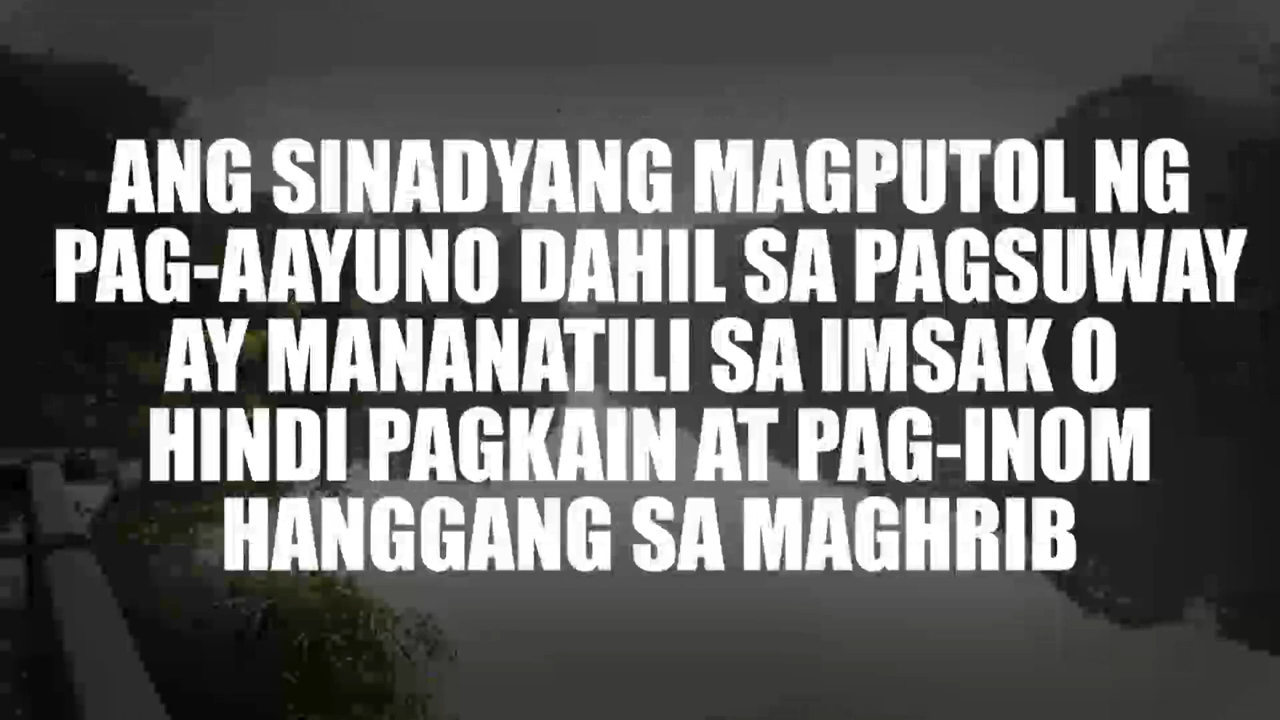 ANG SINADYANG MAGPUTOL NG
PAG-AAYUNO DAHIL SA PAGSUWAY
AY MANANATILI SA IMSAK O
HINDI PAGKAIN AT PAG-INOM
HANGGANG SA MAGHRIB